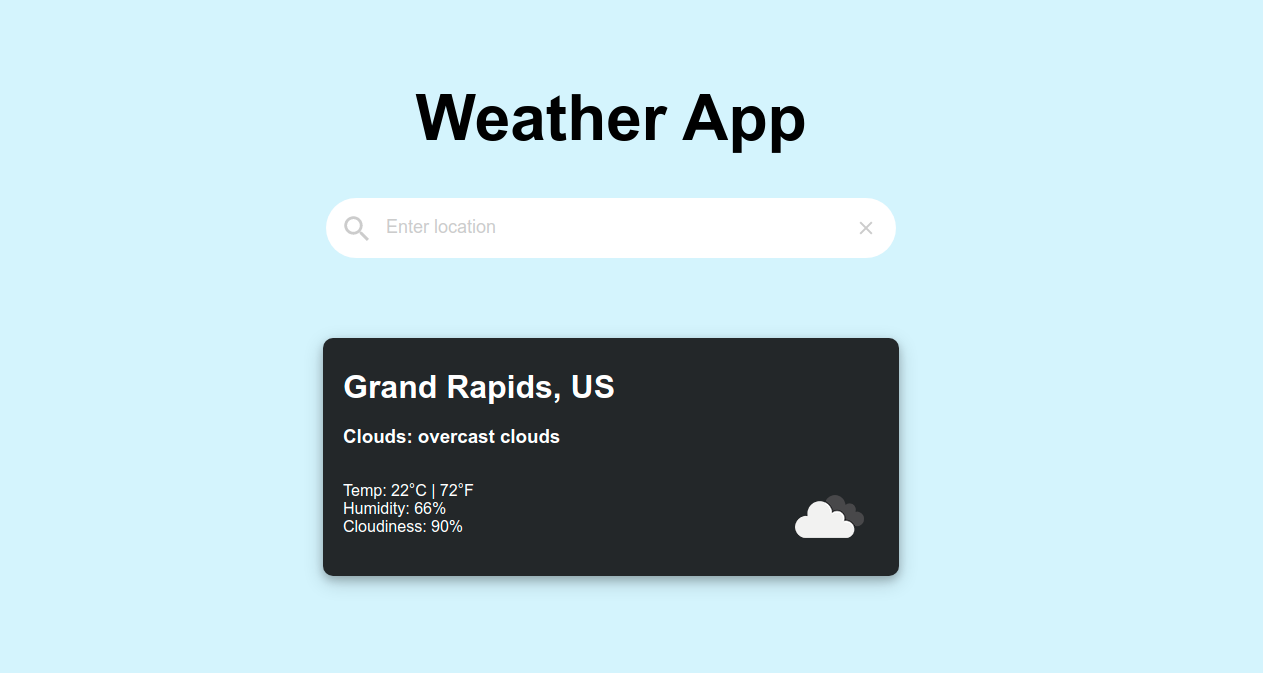 Weather App
Enter location
Grand Rapids, US
Clouds: overcast clouds
Temp: 22°C | 72°F
Humidity: 66%
Cloudiness: 90%